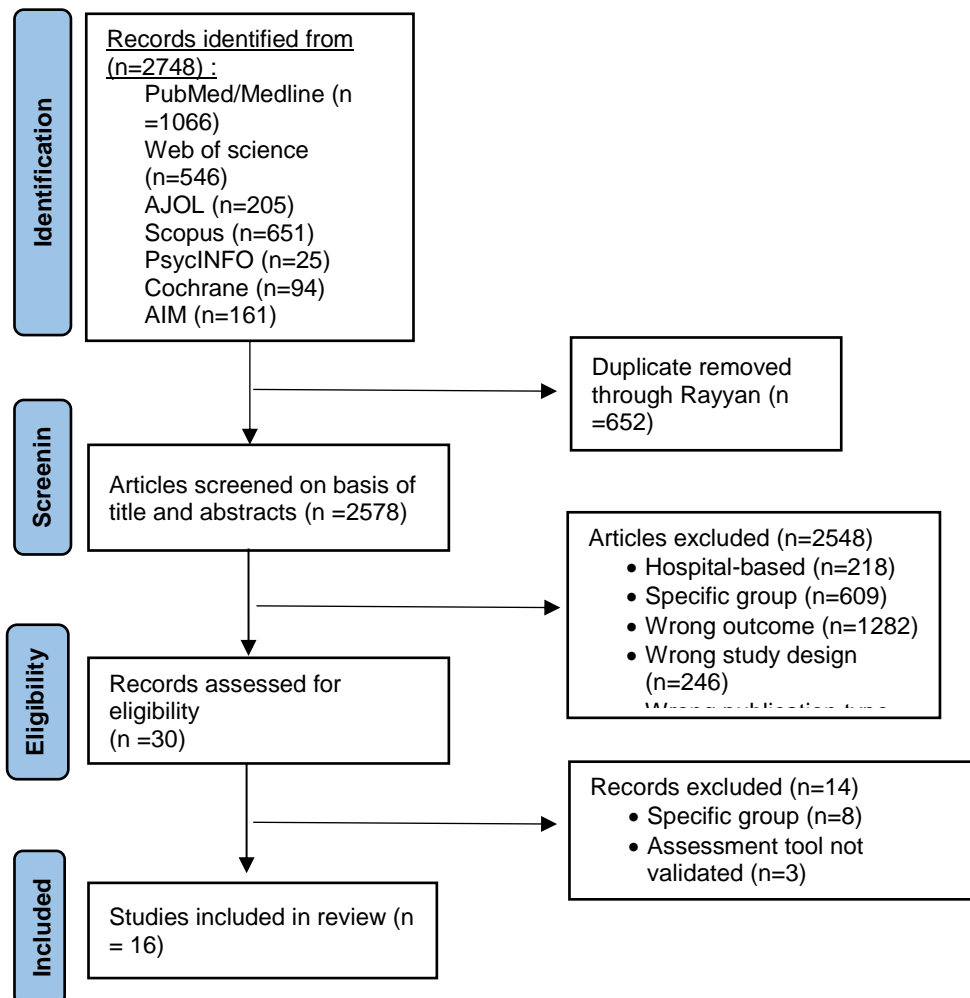 Identification
Records identified from
(n=2748) :
PubMed/Medline (n
=1066)
Web of science
(n=546)
AJOL (n=205)
Scopus (n=651)
PsycINFO (n=25)
Cochrane (n=94)
AIM (n=161)
Duplicate removed
through Rayyan (n
=652)
Screenin
Articles screened on basis of
title and abstracts (n =2578)
Articles excluded (n=2548)
• Hospital-based (n=218)
• Specific group (n=609)
• Wrong outcome (n=1282)
• Wrong study design
(n=246)
Wrong publication type
Eligibility
Records assessed for
eligibility
(n =30)
Records excluded (n=14)
• Specific group (n=8)
• Assessment tool not
validated (n=3)
Included
Studies included in review (n
= 16)